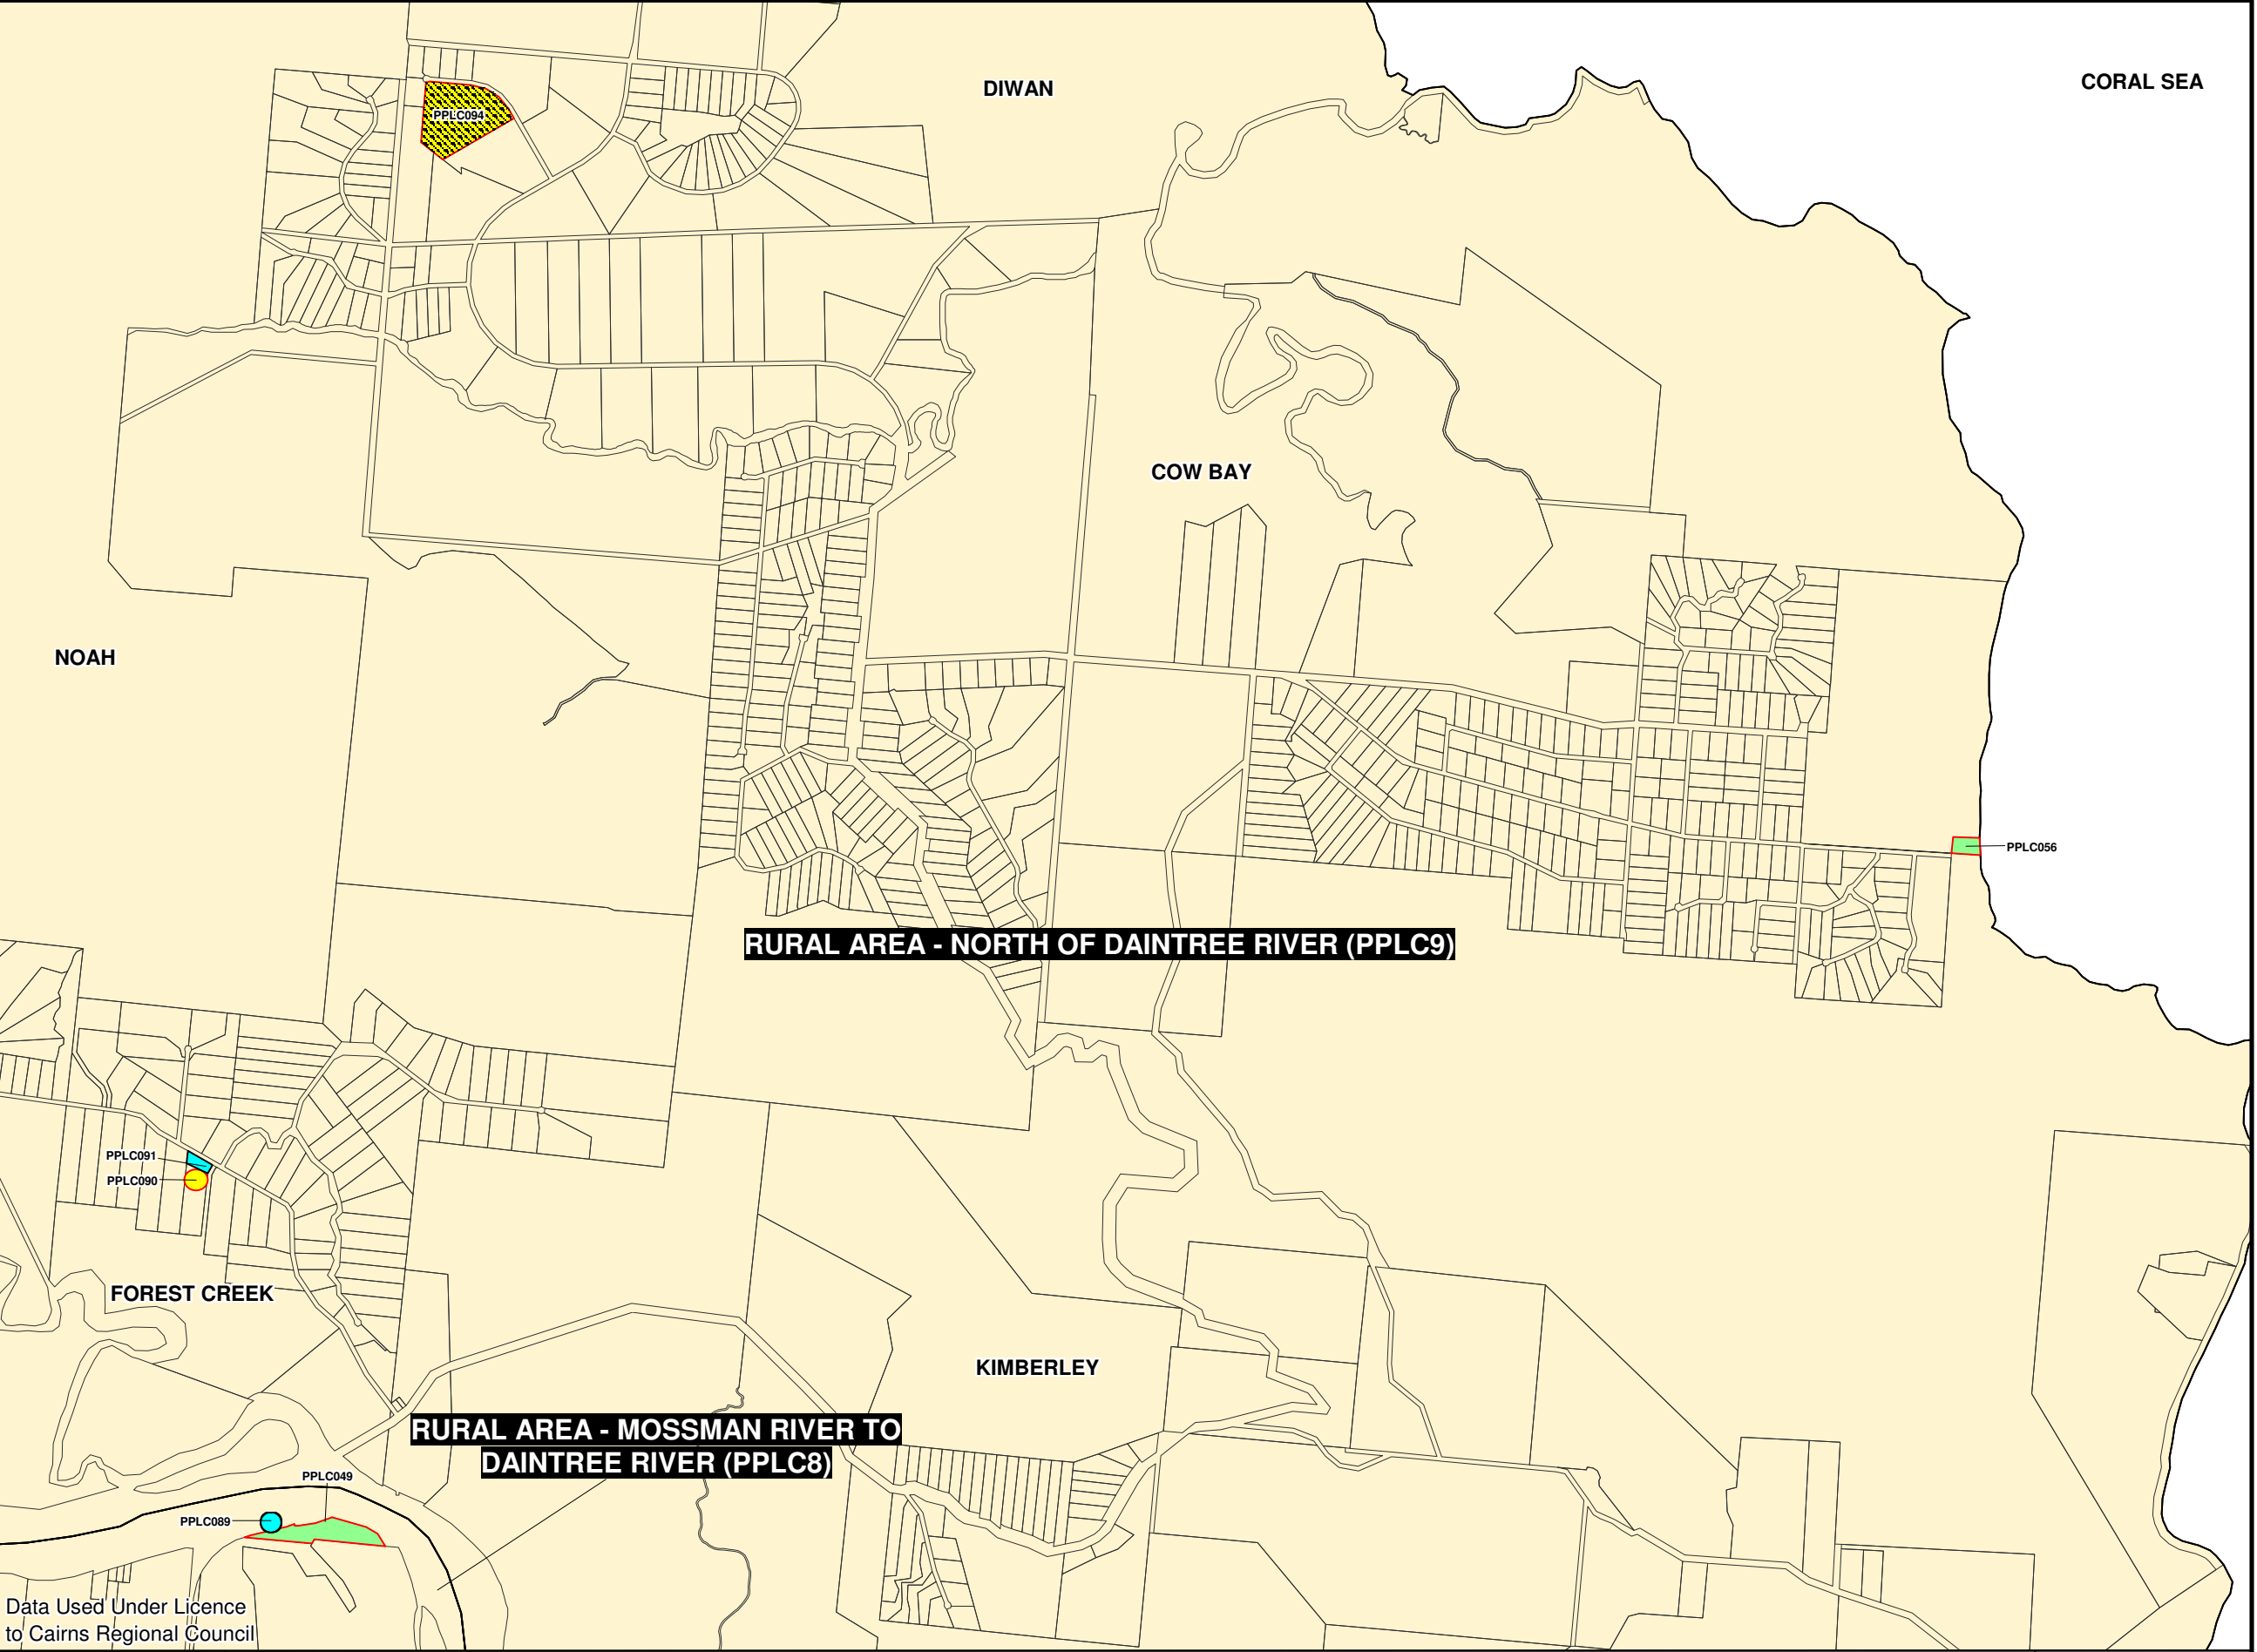 CORAL SEA
DIWAN
PPLC094
COW BAY
NOAH
PPLC056
RURAL AREA - NORTH OF DAINTREE RIVER (PPLC9)
PPLC091
PPLC090
FOREST CREEK
KIMBERLEY
RURAL AREA - MOSSMAN RIVER TO
DAINTREE RIVER (PPLC8)
PPLC049
PPLC089
Data Used Under Licence
to Cairns Regional Council